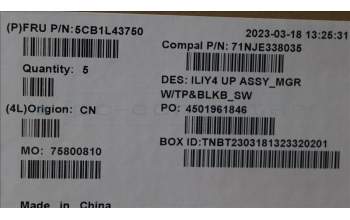 (P)FRU P/N:5CB1L43750
2023-03-18 13:25:31
Compal P/N: 71NJE338035
Quantity: 5
DES: ILIY4 UP ASSY_MGR
W/TP&BLKB_SW
(4L)Origion: CN
PO: 4501961846
BOX ID:TNBT2303181323320201
MO: 75800810
Made in China